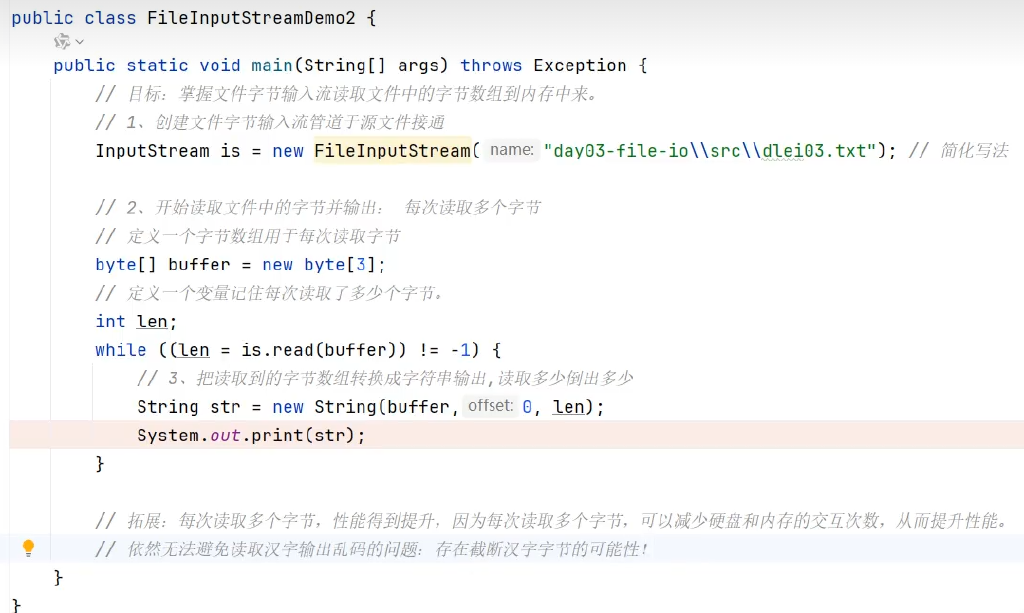 public class FileInputStreamDemo2 {
public static void main(String[] args) throws Exception {
// 目标：掌握文件字节输入流读取文件中的字节数组到内存中来。
// 1、创建文件字节输入流管道于源文件接通
InputStream is = new FileInputStream( name: "day03-file-io\\src\\dlei03.txt"); // 简化写法
// 2、开始读取文件中的字节并输出： 每次读取多个字节
// 定义一个字节数组用于每次读取字节
byte[] buffer = new byte[3];
// 定义一个变量记住每次读取了多少个字节。
int len;
while ((len = is.read(buffer)) != -1) {
// 3、把读取到的字节数组转换成字符串输出,读取多少倒出多少
String str = new String(buffer, offset: 0, len);
System.out.print(str);
}
// 拓展：每次读取多个字节，性能得到提升，因为每次读取多个字节，可以减少硬盘和内存的交互次数，从而提升性能。
// 依然无法避免读取汉字输出乱码的问题：存在截断汉字字节的可能性！
}
}